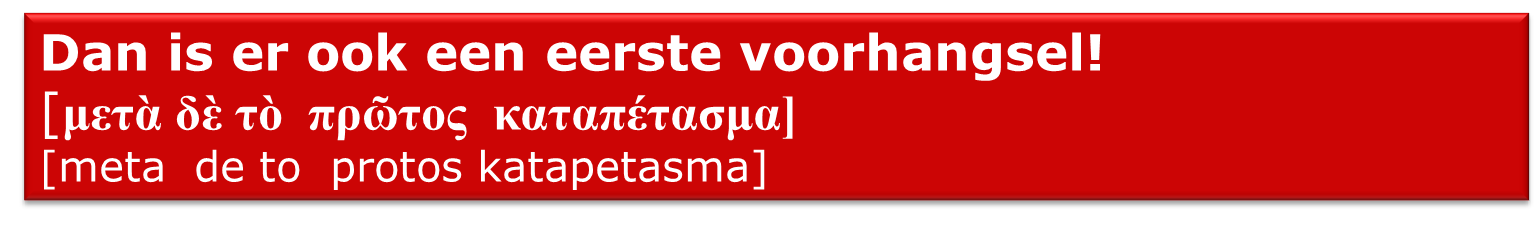 Dan is er ook een eerste voorhangsel!
[μετὰ δὲ τὸ πρῶτος καταπέτασμα]
[meta de to protos katapetasma]